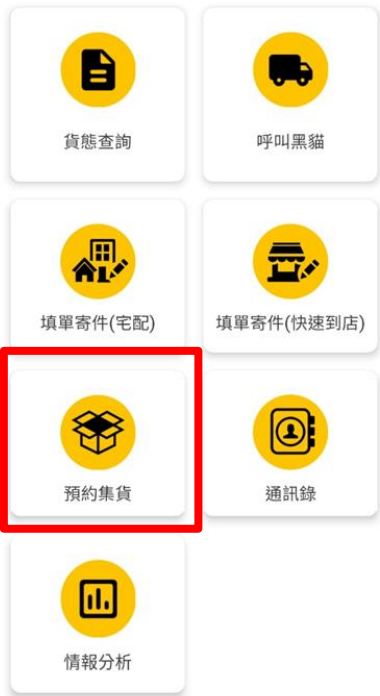 貨態查詢
呼叫黑貓
填單寄件(宅配)
填單寄件(快速到店)
預約集貨
通訊錄
情報分析